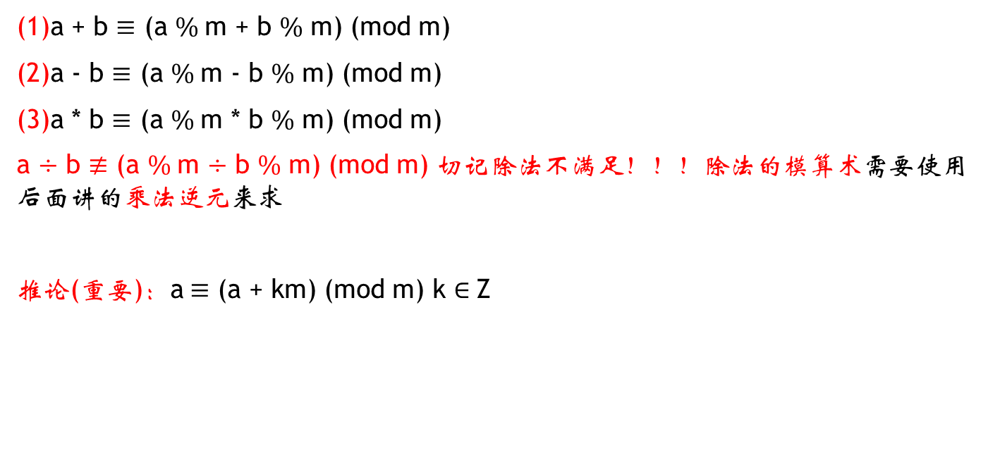 (1)a + b ≡ (a % m + b % m) (mod m)
(2)a - b ≡ (a % m - b % m) (mod m)
(3)a * b ≡ (a % m * b % m) (mod m)
a ÷ b ≢ (a % m ÷ b % m) (mod m) 切记除法不满足！！！除法的模算术需要使用
后面讲的乘法逆元来求
推论(重要)：a ≡ (a + km) (mod m) k ∈ Z